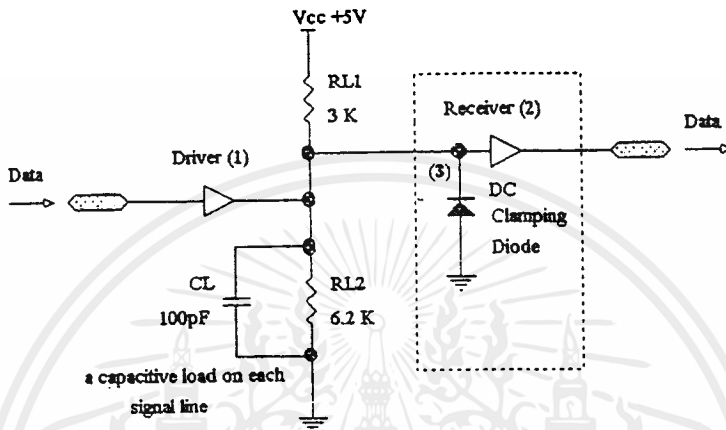 Vcc +5V
RL1
3 K
Receiver (2)
Data
Driver (1)
Data
(3)
DC
Clamping
Diode
CL
100pF
RL2
6.2 K
a capacitive load on each
signal line